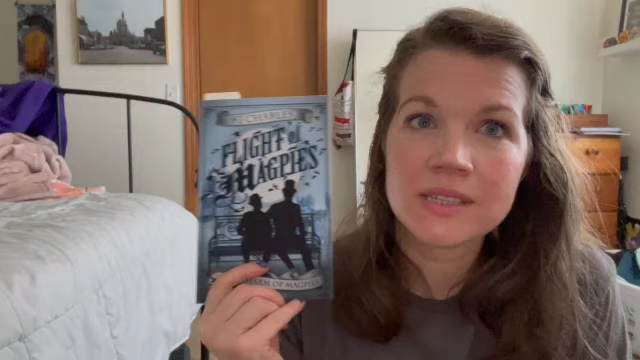 KJ CHARLES
FLIGHT of
MAGPIES
CHARM OF MAGPIES